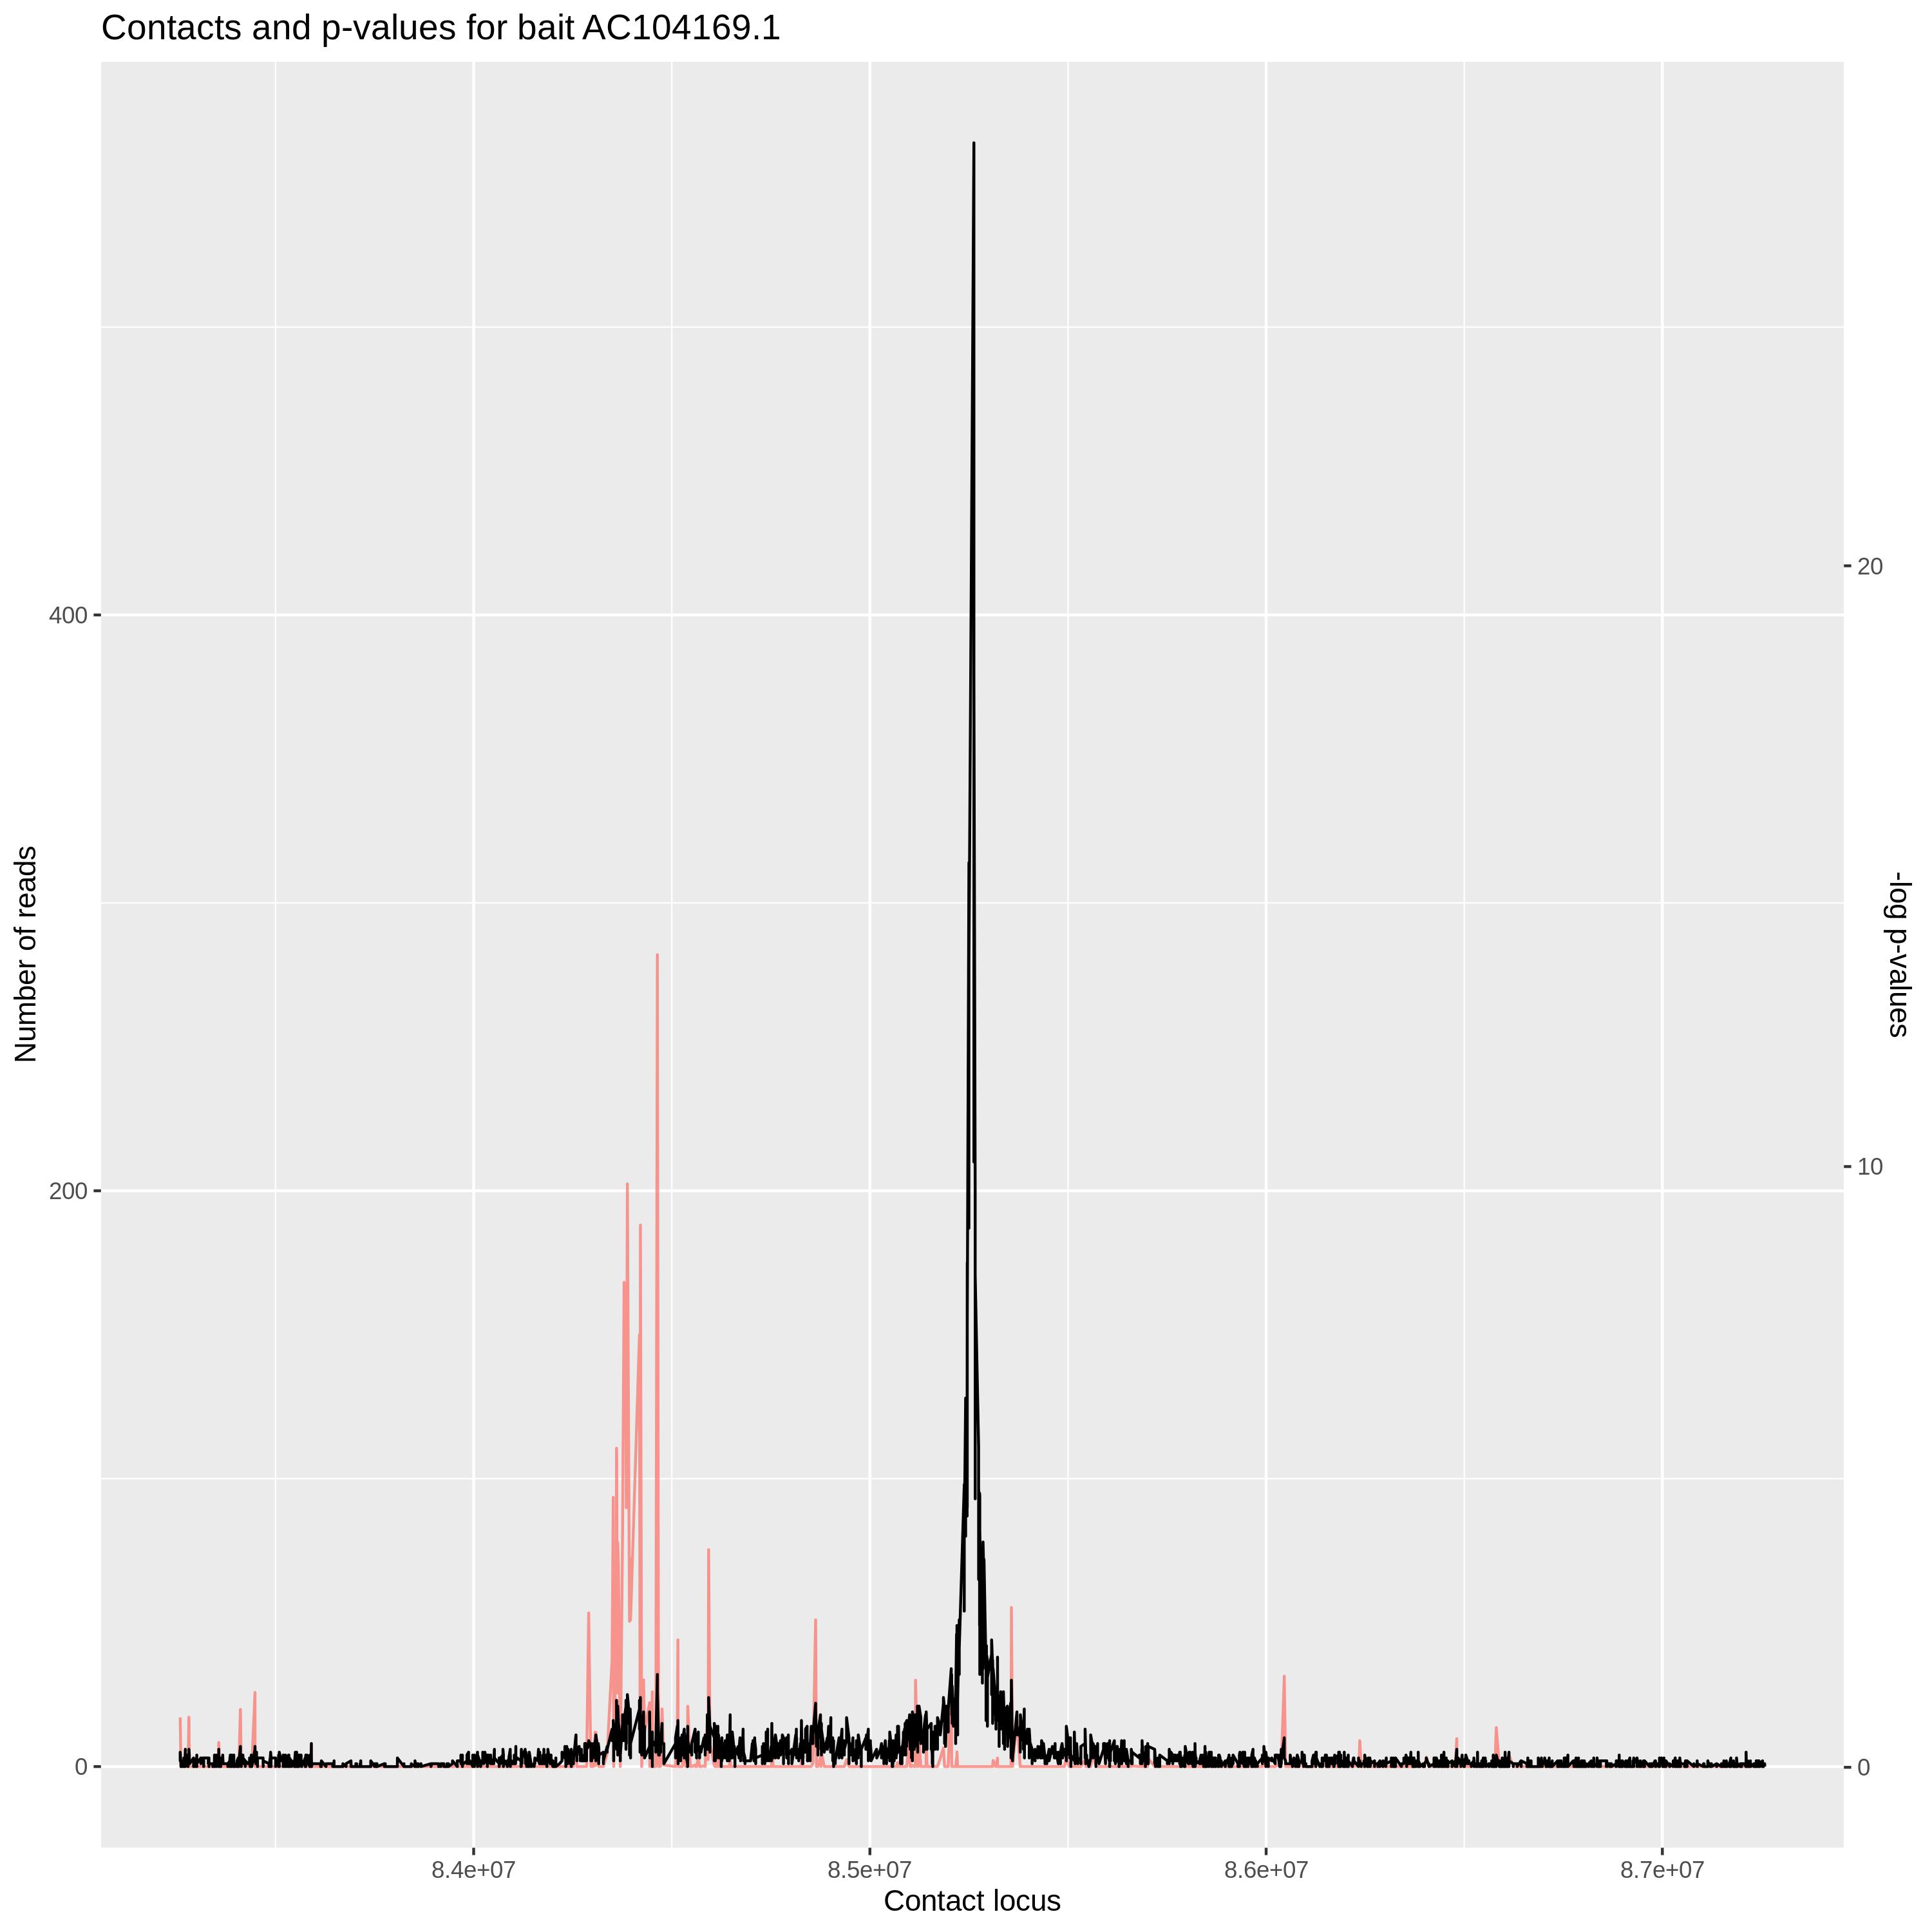 Contacts and p-values for bait AC104169.1
Number of reads
400
200
0
20
10
0
-log p-values
8.4e+07 8.5e+07 8.6e+07 8.7e+07
Contact locus